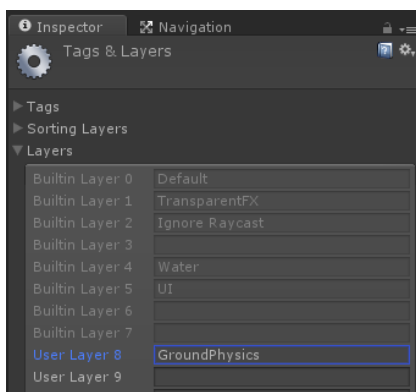 Inspector Navigation
Tags & Layers
Tags
Sorting Layers
Layers
Builtin Layer 0 Default
Builtin Layer 1 TransparentFX
Builtin Layer 2 Ignore Raycast
Builtin Layer 3
Builtin Layer 4 Water
Builtin Layer 5 UI
Builtin Layer 6
Builtin Layer 7
User Layer 8 GroundPhysics
User Layer 9